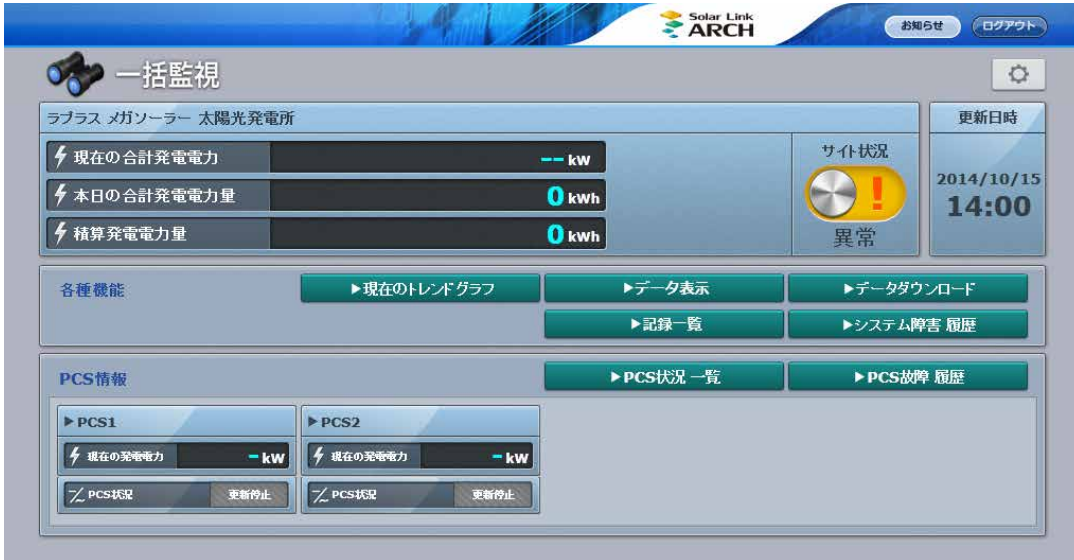 Solar Link
ARCH
お知らせ
ログアウト
一括監視
ラプラス メガソーラー 太陽光発電所
更新日時
現在の合計発電電力
-- kW
本日の合計発電電力量
0 kWh
積算発電電力量
0 kWh
サイト状況
!
異常
2014/10/15
14:00
各種機能
▶現在のトレンドグラフ
▶データ表示
▶データダウンロード
▶記録一覧
▶システム障害 履歴
PCS情報
▶PCS状況 一覧
▶PCS故障 履歴
▶PCS1
現在の発電電力
- kW
PCS状況
更新停止
▶PCS2
現在の発電電力
- kW
PCS状況
更新停止